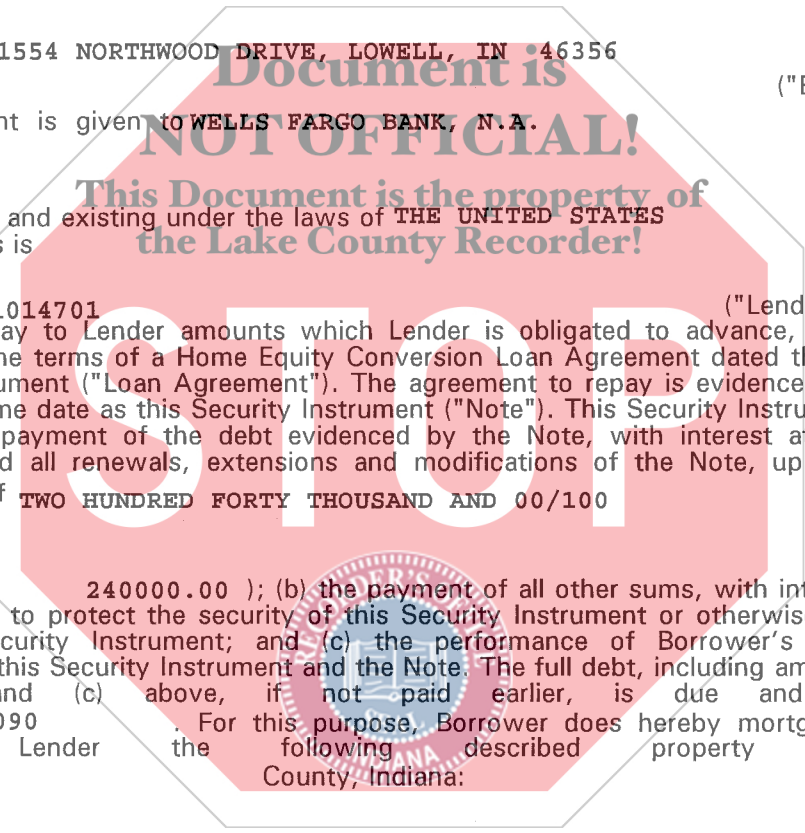 1554 NORTHWOOD DRIVE, LOWELL, IN 46356
Document is
("B
nt is given to WELLS FARGO BANK, N.A.
NOT OFFICIAL!
This Document is the property of
and existing under the laws of THE UNITED STATES
s is
the Lake County Recorder!
1014701 ("Lend
ay to Lender amounts which Lender is obligated to advance,
ne terms of a Home Equity Conversion Loan Agreement dated th
ument ("Loan Agreement"). The agreement to repay is evidence
me date as this Security Instrument ("Note"). This Security Instru
payment of the debt evidenced by the Note, with interest a
d all renewals, extensions and modifications of the Note, up
f TWO HUNDRED FORTY THOUSAND AND 00/100
STOP
240000.00 ); (b) the payment of all other sums, with int
to protect the security of this Security Instrument or otherwis
curity Instrument; and (c) the performance of Borrower's
this Security Instrument and the Note. The full debt, including am
and (c) above, if not paid earlier, is due and
090 . For this purpose, Borrower does hereby mortg
Lender the following described property
County, Indiana:
RECORDER'S OFFICE
SEAL
INDIANA